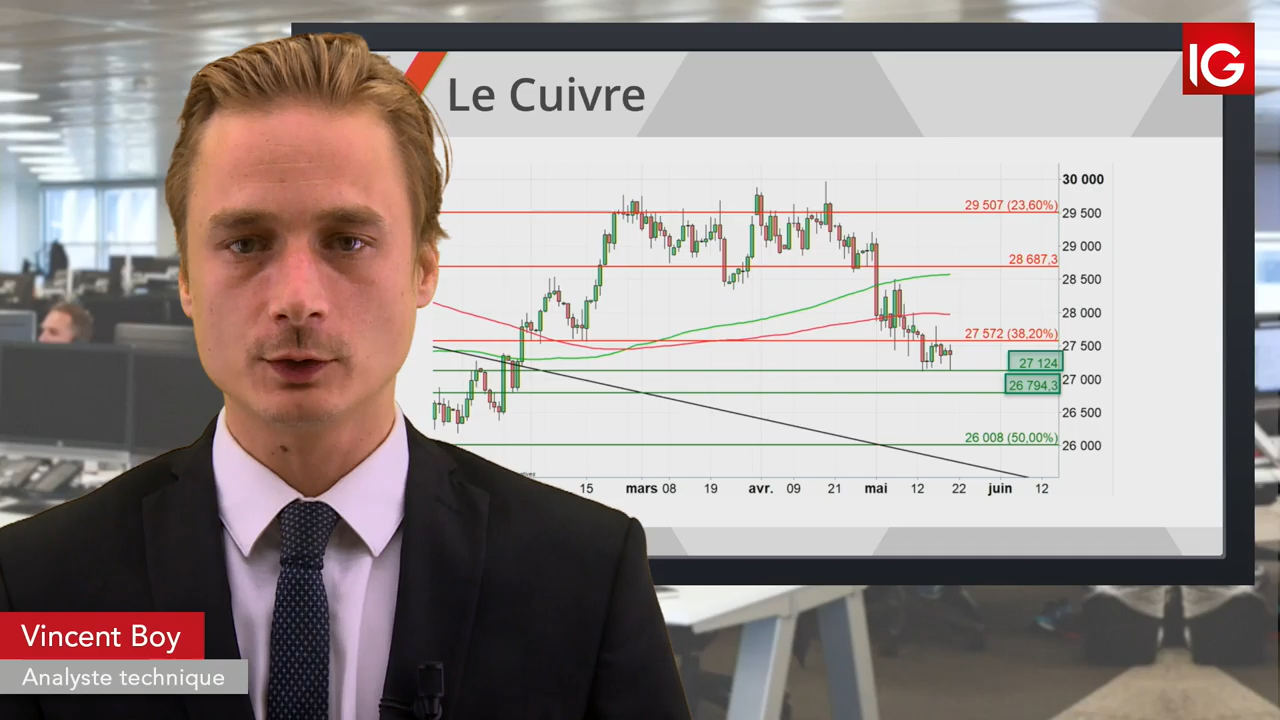 IG
Le Cuivre
30 000
29 507 (23,60%)
29 500
29 000
28 687,3
28 500
28 000
27 572 (38,20%)
27 500
27 124
27 000
26 794,3
26 500
26 008 (50,00%)
26 000
15 mars 08 19 avr. 09 21 mai 12 22 juin 12
Vincent Boy
Analyste technique